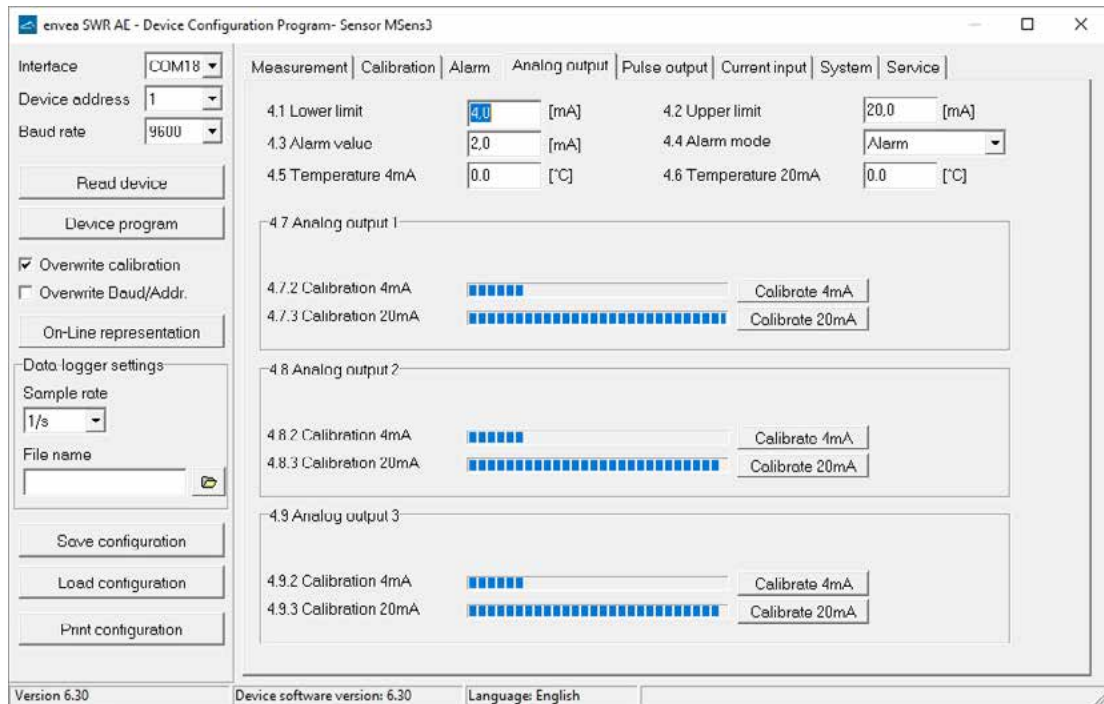 envea SWR AE - Device Configuration Program- Sensor MSens3
Interface COM18
Device address 1
Baud rate 9600
Read device
Device program
Overwrite calibration
Overwrite Baud/Addr.
On-Line representation
Data logger settings
Sample rate
1/s
File name
Save configuration
Load configuration
Print configuration
Measurement Calibration Alarm Analog output Pulse output Current input System Service
4.1 Lower limit 4,0 [mA] 4.2 Upper limit 20,0 [mA]
4.3 Alarm value 2,0 [mA] 4.4 Alarm mode Alarm
4.5 Temperature 4mA 0.0 [°C] 4.6 Temperature 20mA 0.0 [°C]
4.7 Analog output 1
4.7.2 Calibration 4mA Calibrate 4mA
4.7.3 Calibration 20mA Calibrate 20mA
4.8 Analog output 2
4.8.2 Calibration 4mA Calibrate 4mA
4.8.3 Calibration 20mA Calibrate 20mA
4.9 Analog output 3
4.9.2 Calibration 4mA Calibrate 4mA
4.9.3 Calibration 20mA Calibrate 20mA
Version 6.30 Device software version: 6.30 Language: English